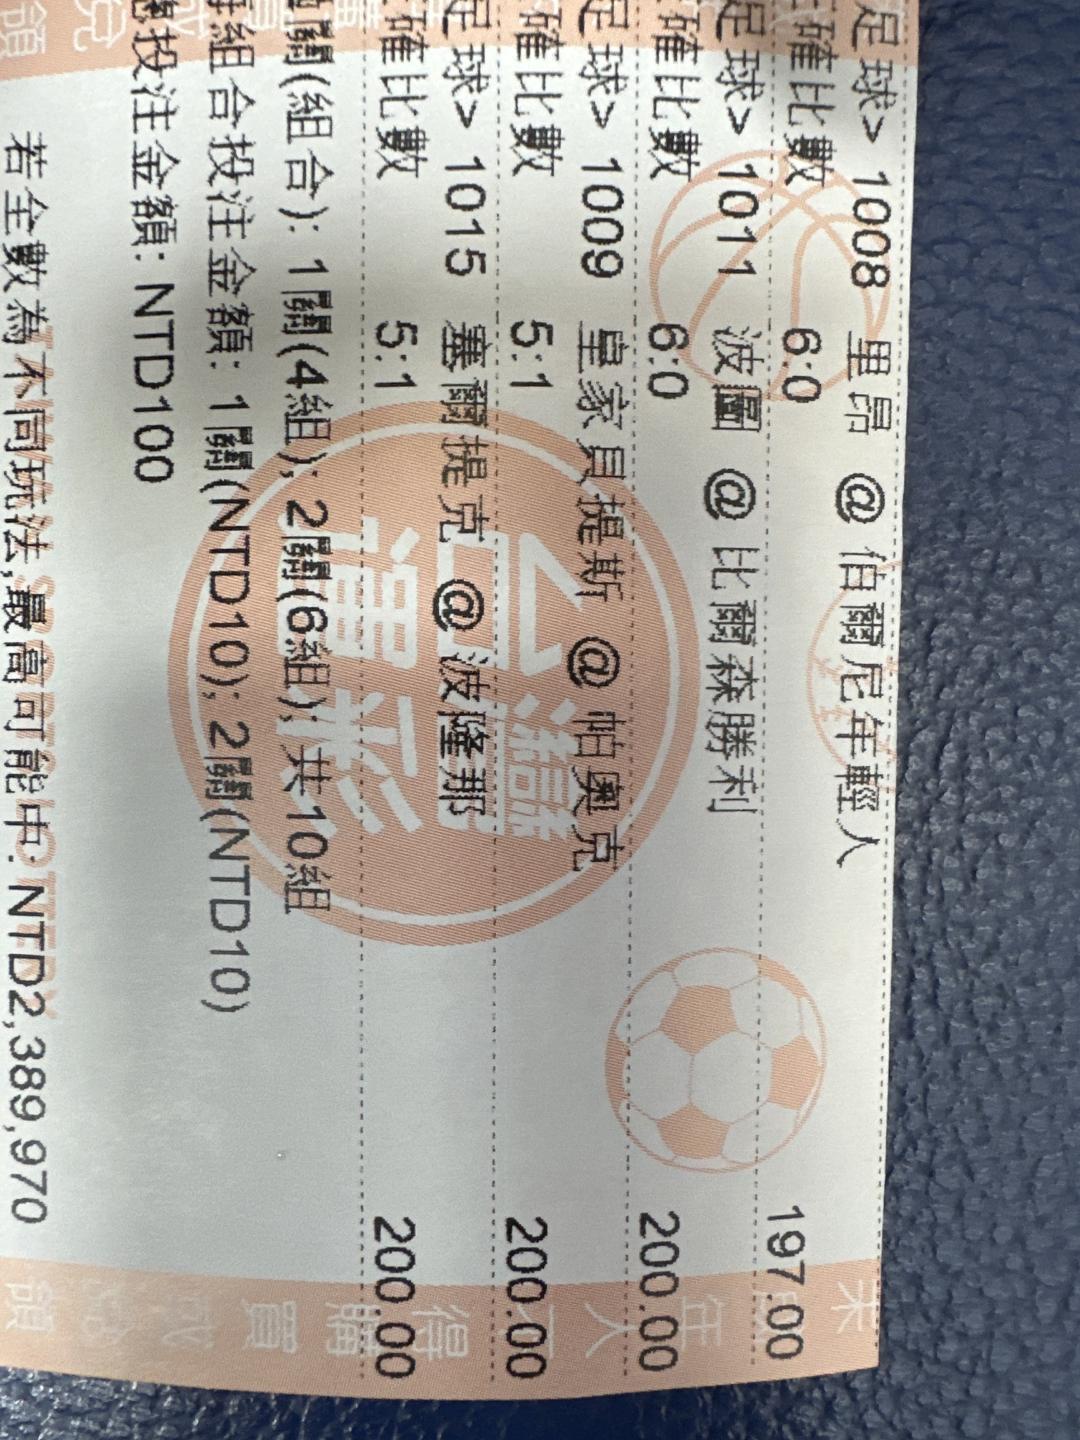 足球> 1008 里昂 @ 伯爾尼年輕人
確比數 6:0 197.00
足球> 1011 波圖 @ 比爾森勝利
確比數 6:0 200.00
足球> 1009 皇家貝提斯 @ 帕奧克
確比數 5:1 200.00
足球> 1015 塞爾提克 @ 波隆那
確比數 5:1 200.00
關(組合): 1關(4組); 2關(6組); 共10組
組合投注金額: 1關(NTD10); 2關(NTD10)
投注金額: NTD100
若全數為不同玩法,最高可能中: NTD2,389,970
台灣
運彩